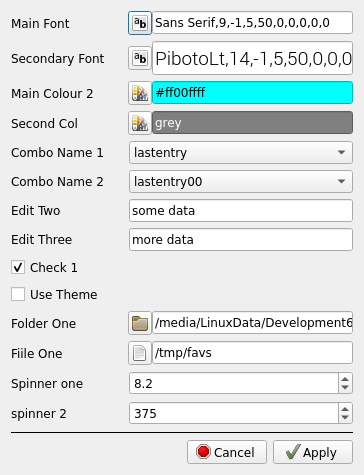 Main Font ab Sans Serif,9,-1,5,50,0,0,0,0,0
Secondary Font ab PibotoLt,14,-1,5,50,0,0,0
Main Colour 2 #ff00ffff
Second Col grey
Combo Name 1 lastentry
Combo Name 2 lastentry00
Edit Two some data
Edit Three more data
Check 1
Use Theme
Folder One /media/LinuxData/Development6
Fiile One /tmp/favs
Spinner one 8.2
spinner 2 375
Cancel Apply